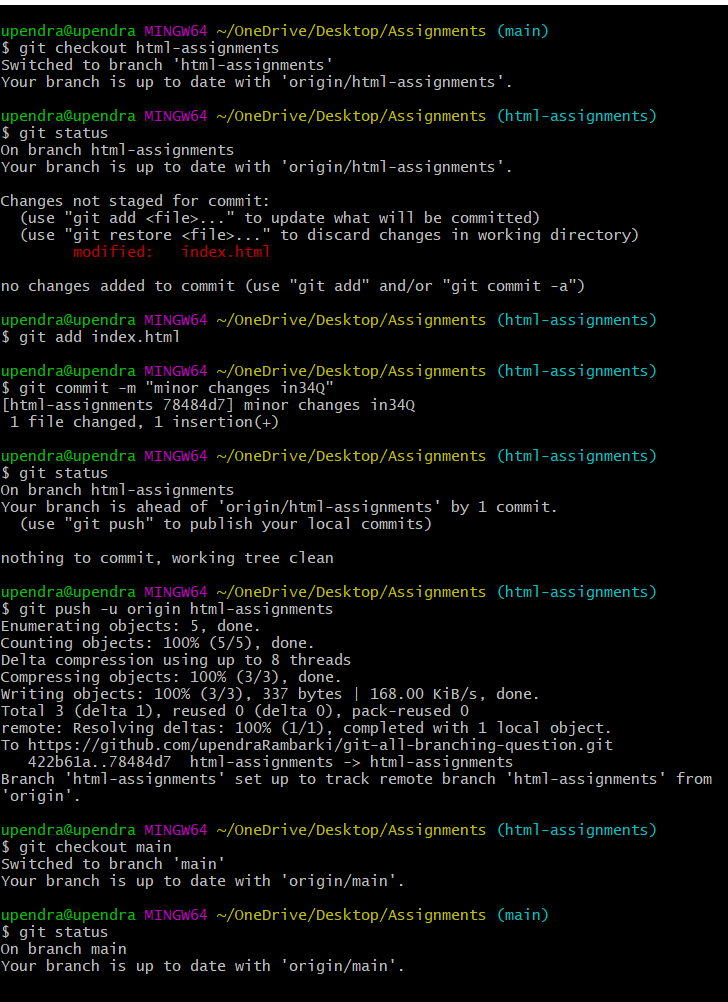 upendra@upendra MINGW64 ~/OneDrive/Desktop/Assignments (main)
$ git checkout html-assignments
Switched to branch 'html-assignments'
Your branch is up to date with 'origin/html-assignments'.

upendra@upendra MINGW64 ~/OneDrive/Desktop/Assignments (html-assignments)
$ git status
On branch html-assignments
Your branch is up to date with 'origin/html-assignments'.

Changes not staged for commit:
  (use "git add <file>..." to update what will be committed)
  (use "git restore <file>..." to discard changes in working directory)
        modified:   index.html

no changes added to commit (use "git add" and/or "git commit -a")

upendra@upendra MINGW64 ~/OneDrive/Desktop/Assignments (html-assignments)
$ git add index.html

upendra@upendra MINGW64 ~/OneDrive/Desktop/Assignments (html-assignments)
$ git commit -m "minor changes in34Q"
[html-assignments 78484d7] minor changes in34Q
 1 file changed, 1 insertion(+)

upendra@upendra MINGW64 ~/OneDrive/Desktop/Assignments (html-assignments)
$ git status
On branch html-assignments
Your branch is ahead of 'origin/html-assignments' by 1 commit.
  (use "git push" to publish your local commits)

nothing to commit, working tree clean

upendra@upendra MINGW64 ~/OneDrive/Desktop/Assignments (html-assignments)
$ git push -u origin html-assignments
Enumerating objects: 5, done.
Counting objects: 100% (5/5), done.
Delta compression using up to 8 threads
Compressing objects: 100% (3/3), done.
Writing objects: 100% (3/3), 337 bytes | 168.00 KiB/s, done.
Total 3 (delta 1), reused 0 (delta 0), pack-reused 0
remote: Resolving deltas: 100% (1/1), completed with 1 local object.
To https://github.com/upendraRambarki/git-all-branching-question.git
   422b61a..78484d7  html-assignments -> html-assignments
Branch 'html-assignments' set up to track remote branch 'html-assignments' from
'origin'.

upendra@upendra MINGW64 ~/OneDrive/Desktop/Assignments (html-assignments)
$ git checkout main
Switched to branch 'main'
Your branch is up to date with 'origin/main'.

upendra@upendra MINGW64 ~/OneDrive/Desktop/Assignments (main)
$ git status
On branch main
Your branch is up to date with 'origin/main'.